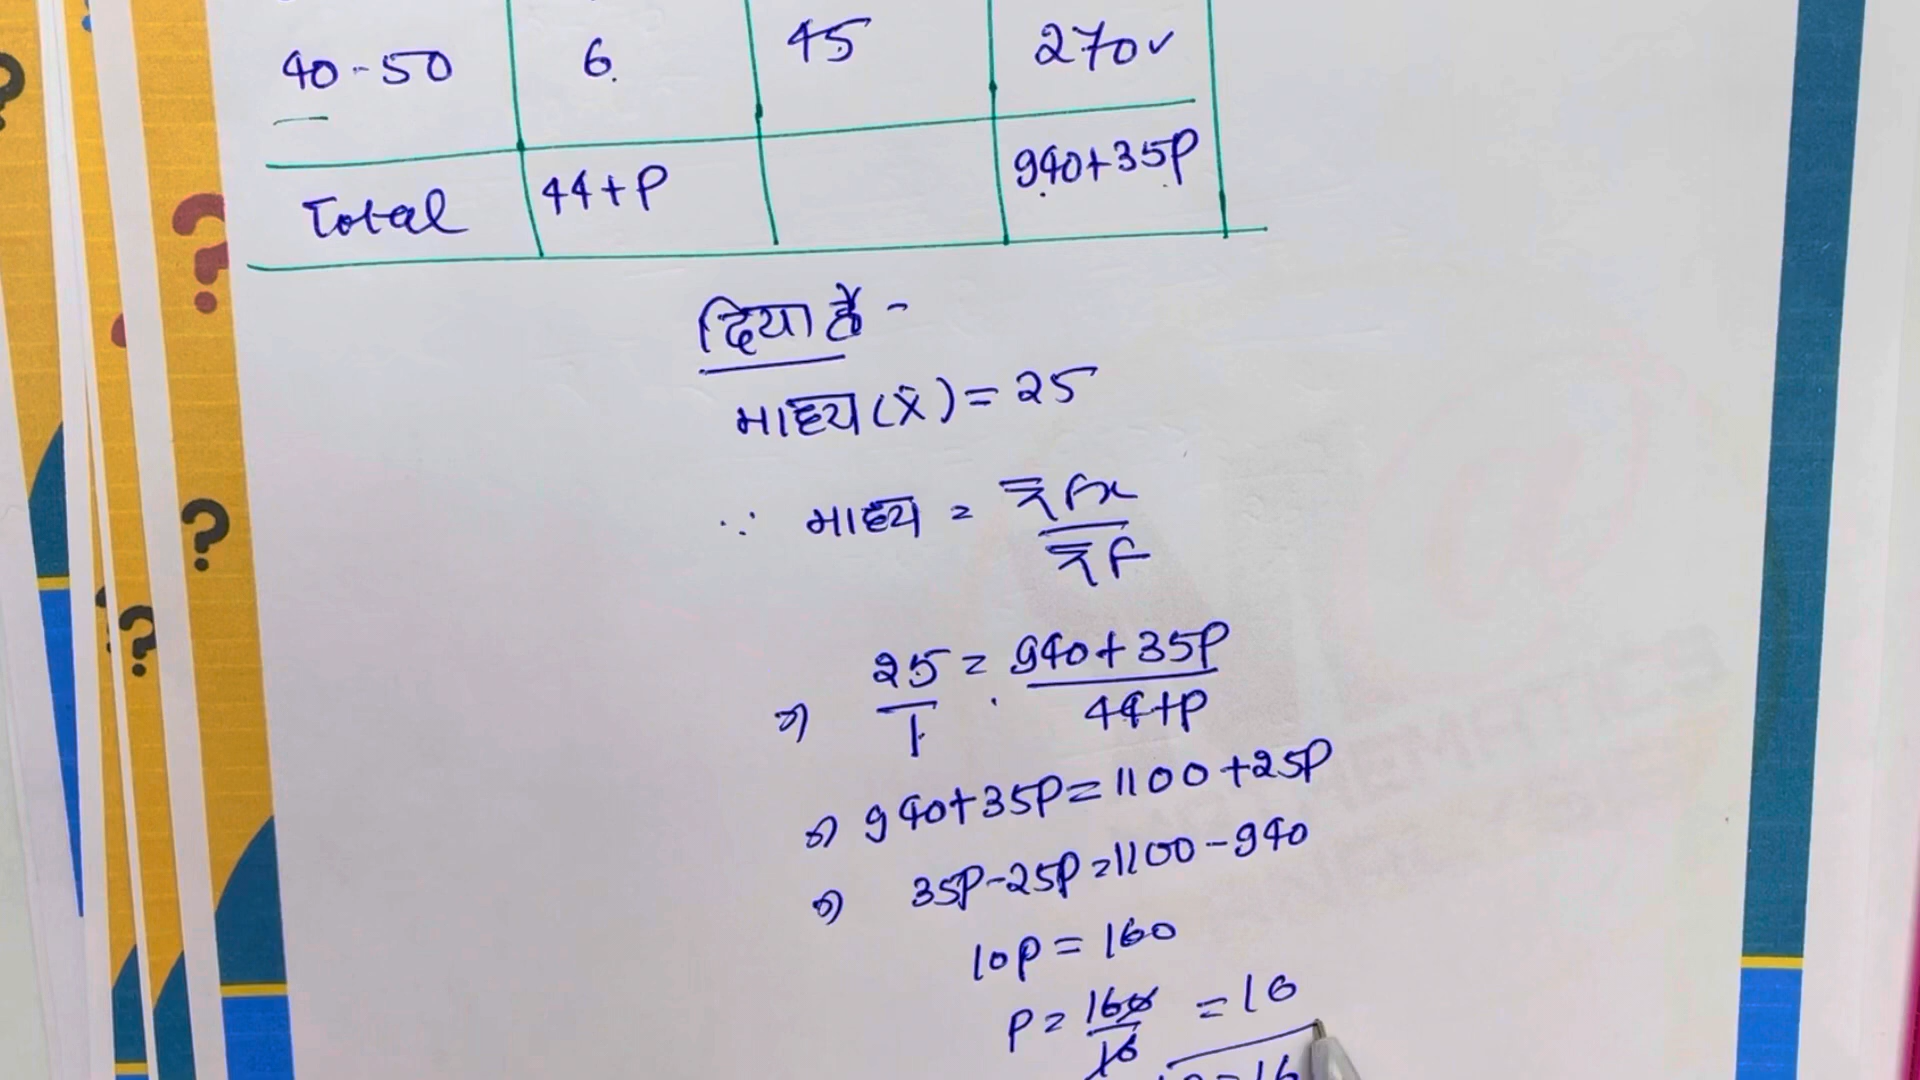 40-50 6 45 270✓
Total 44+P 940+35P
दिया है -
माध्य (x̄) = 25
∵ माध्य = Σfx / Σf
⇒ 25/1 = 940+35P / 44+P
⇒ 940+35P=1100+25P
⇒ 35P-25P=1100-940
10P = 160
P = 160/10 = 16
=16